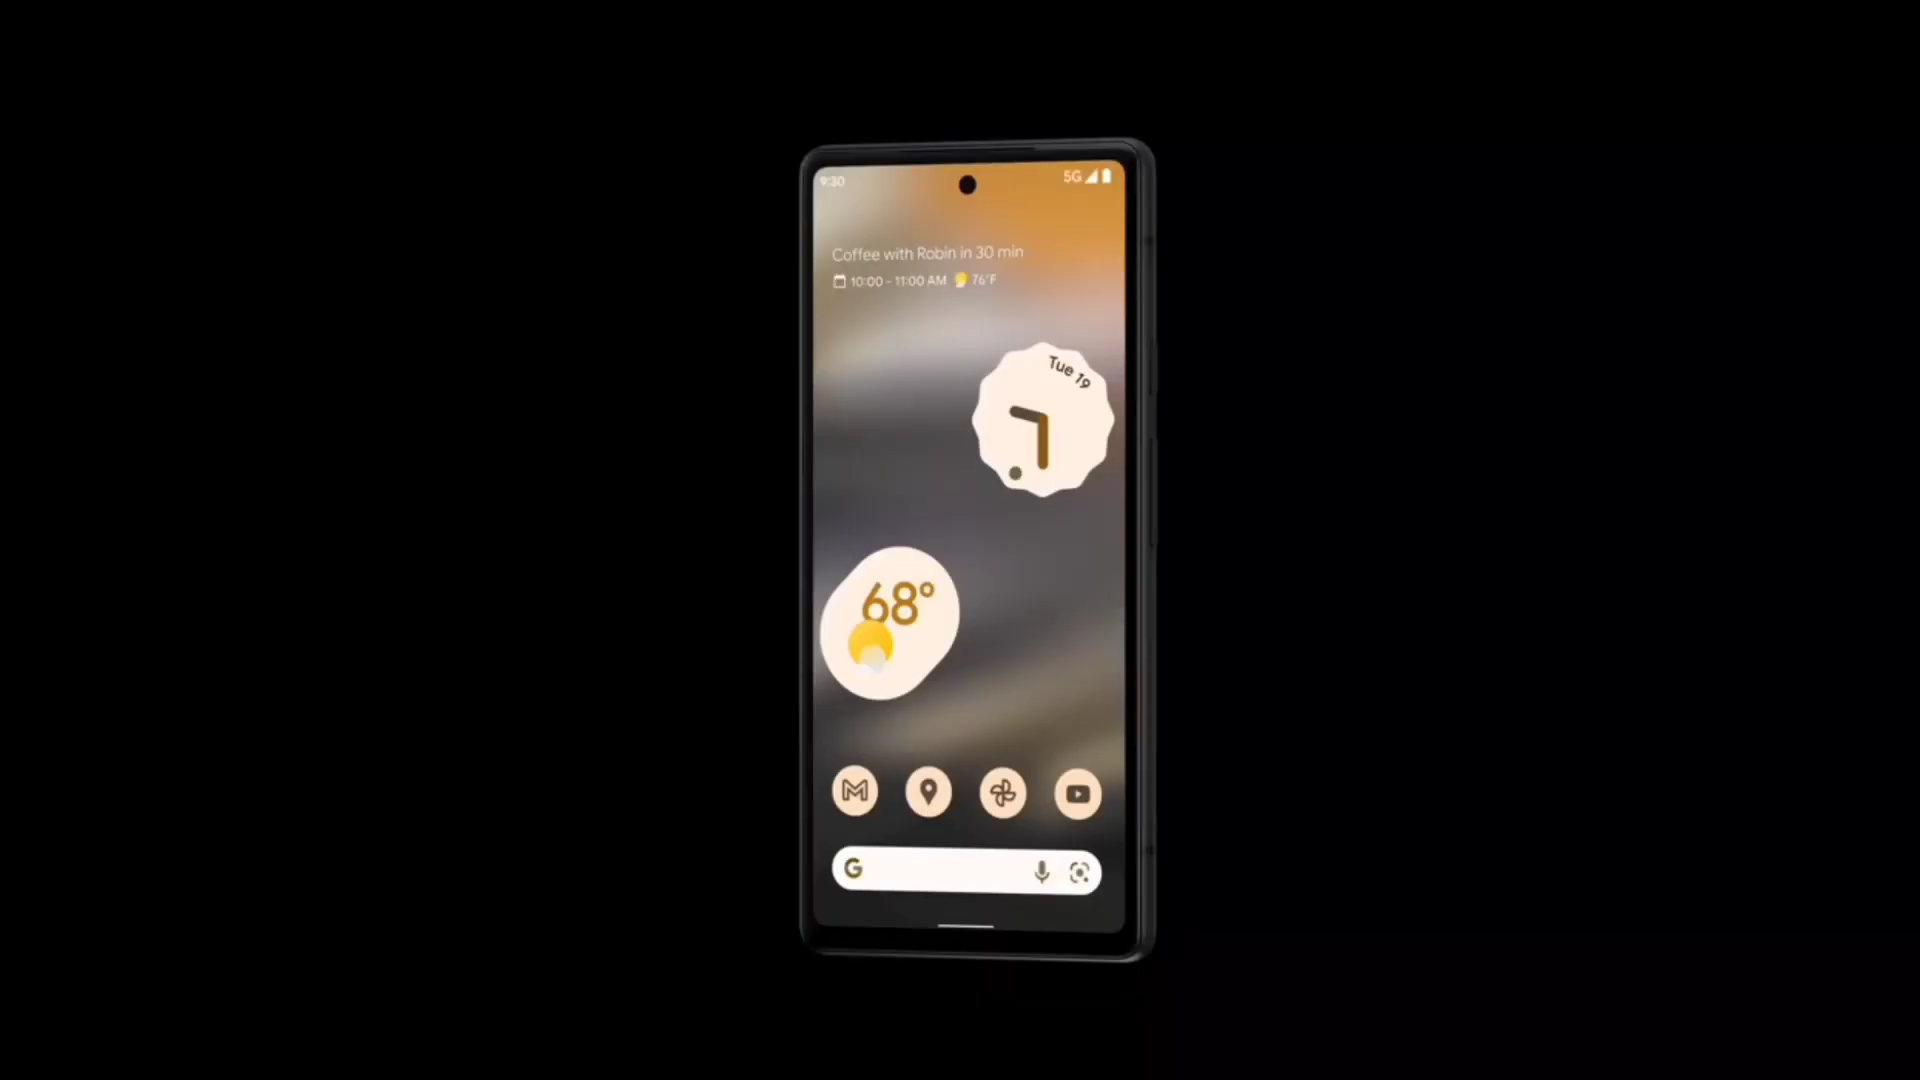 9:30
5G
Coffee with Robin in 30 min
10:00 - 11:00 AM 76°F
Tue 19
68°
G